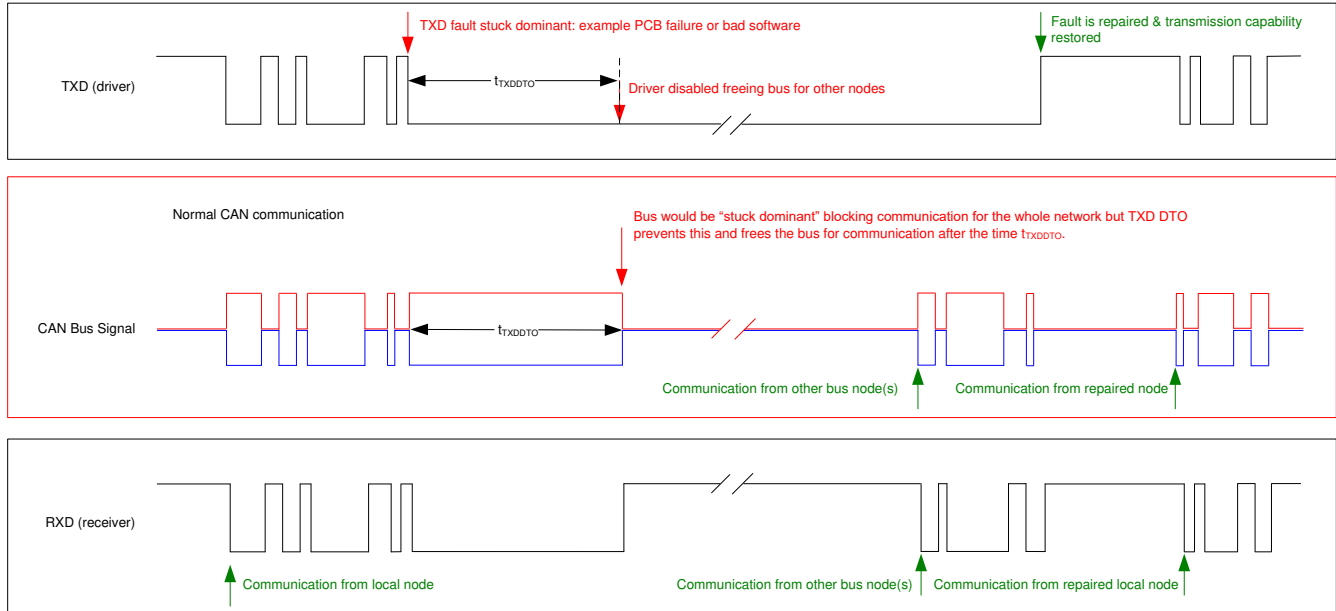 TXD fault stuck dominant: example PCB failure or bad software
Fault is repaired & transmission capability
restored
TXD (driver)
tTXDDTO
Driver disabled freeing bus for other nodes
Normal CAN communication
Bus would be “stuck dominant” blocking communication for the whole network but TXD DTO
prevents this and frees the bus for communication after the time tTXDDTO.
CAN Bus Signal
tTXDDTO
Communication from other bus node(s)
Communication from repaired node
RXD (receiver)
Communication from local node
Communication from other bus node(s)
Communication from repaired local node